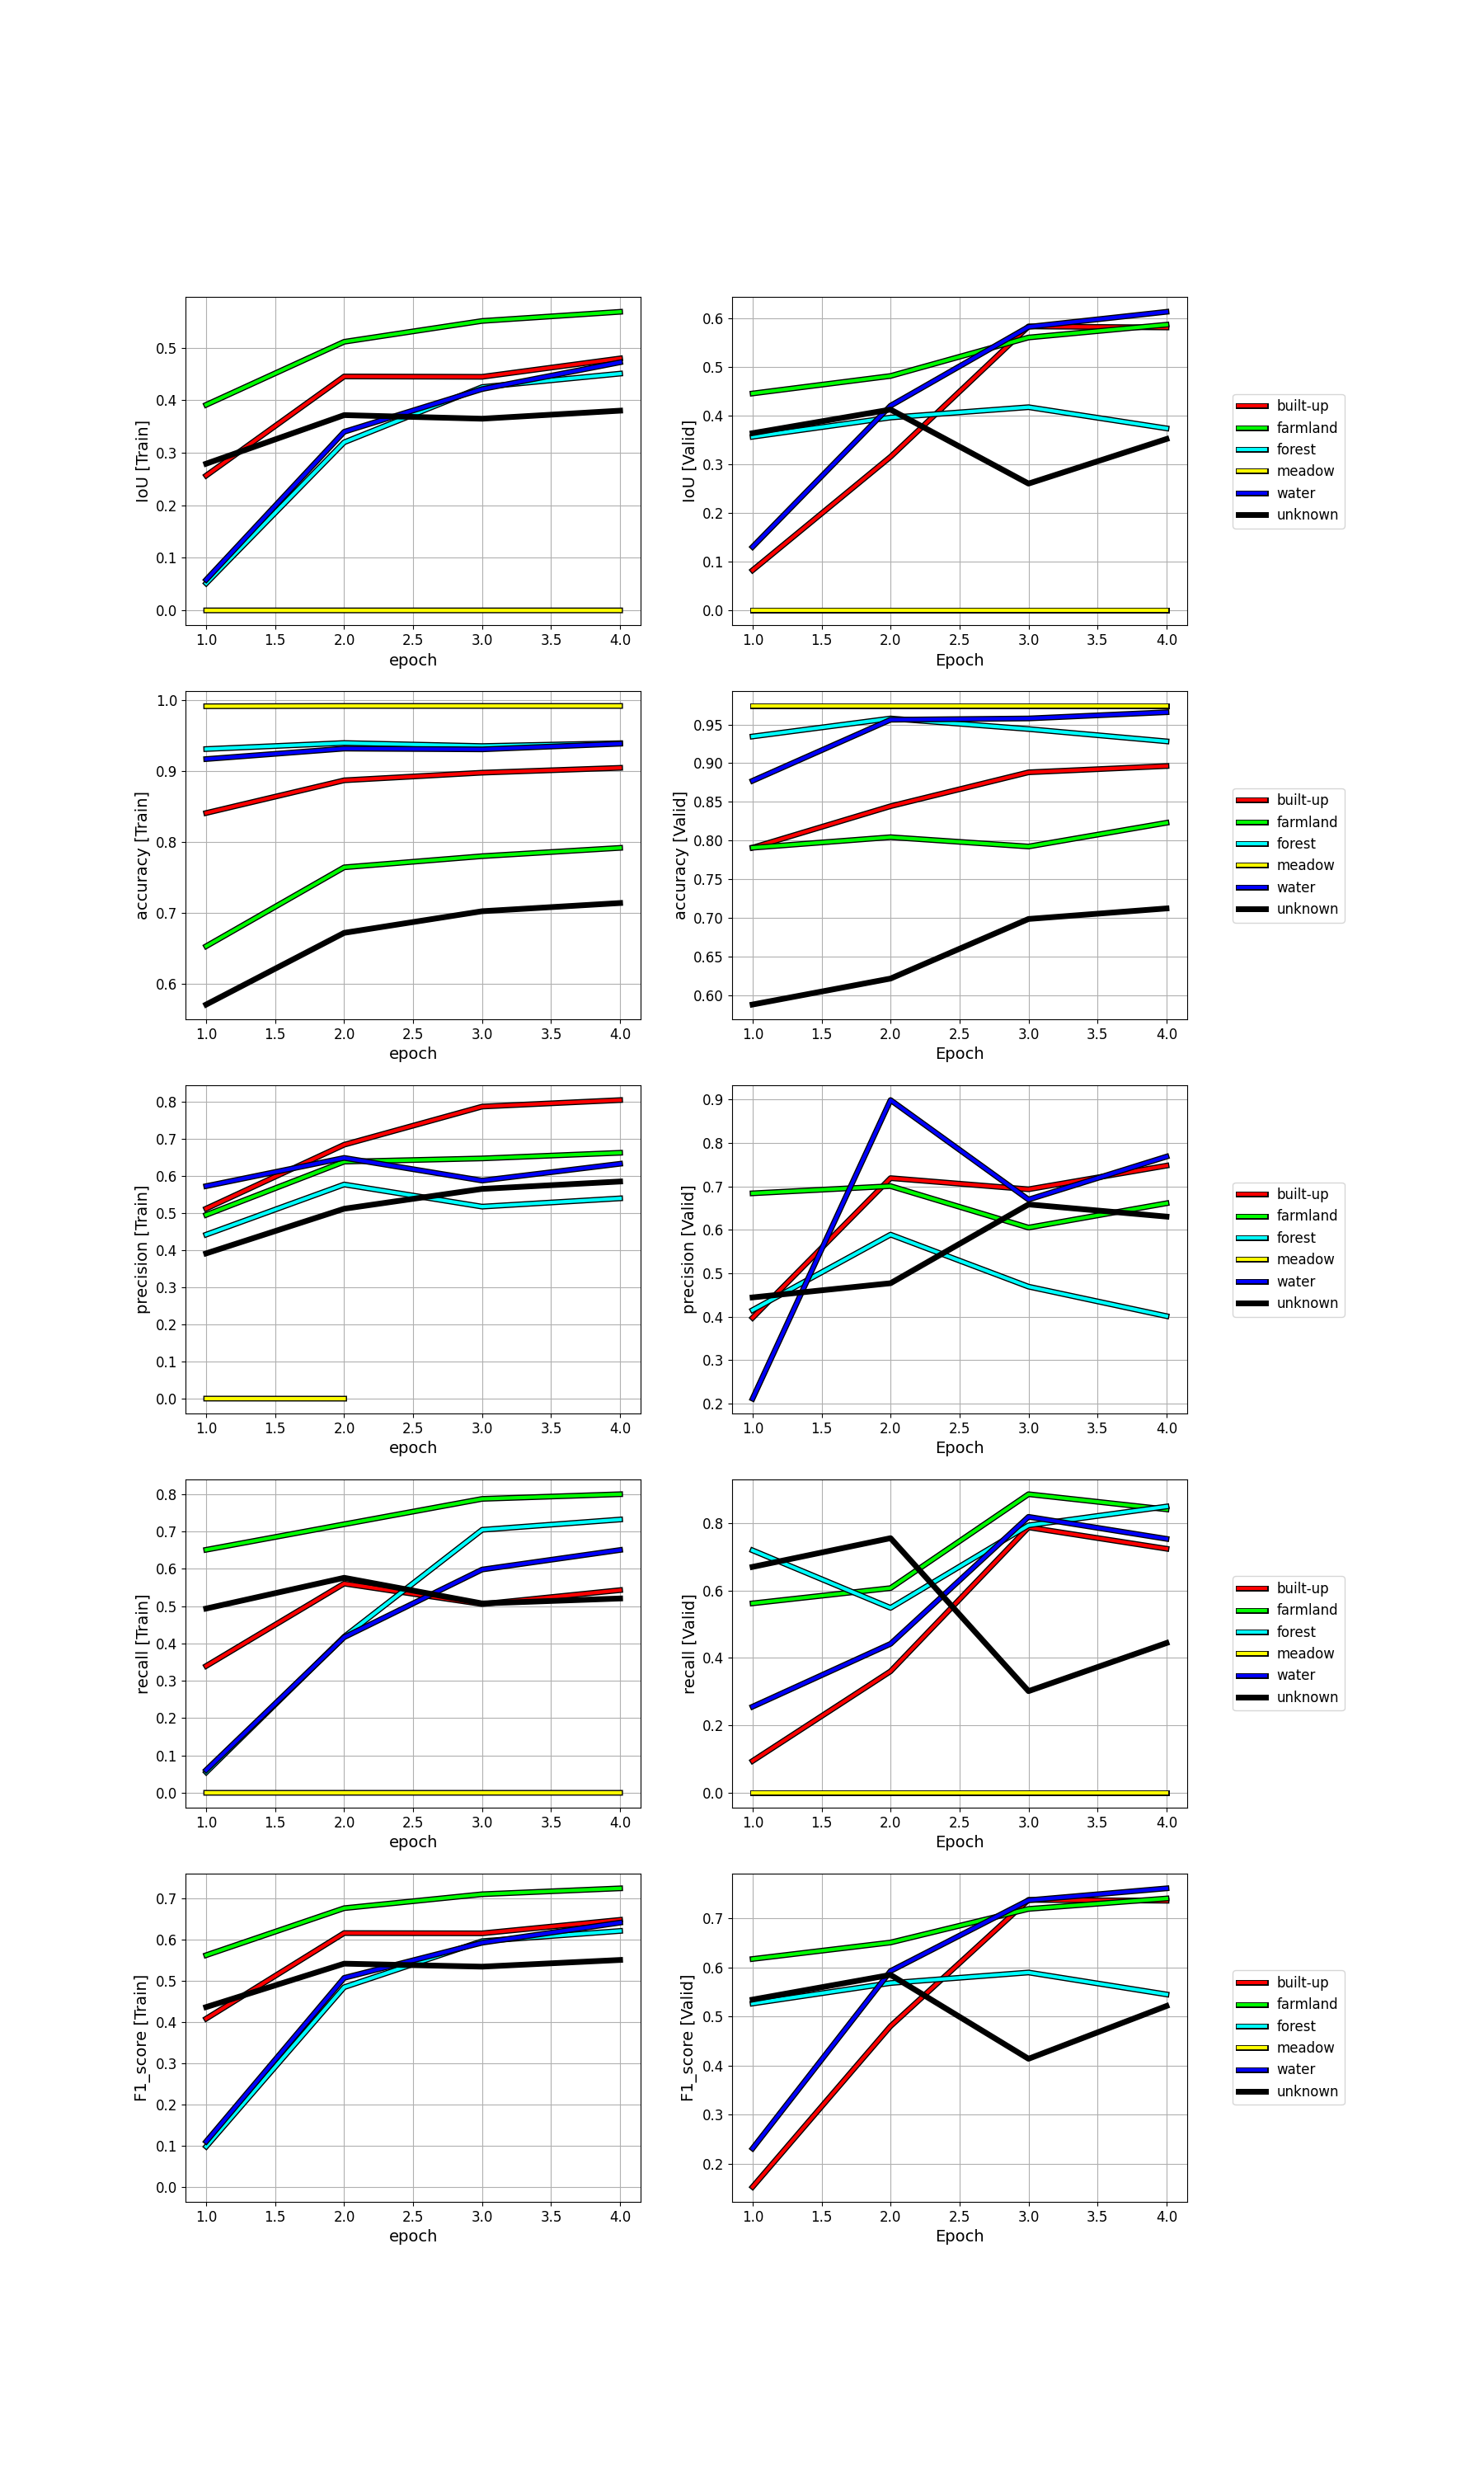 IoU [Train]
0.5
0.4
0.3
0.2
0.1
0.0
1.0 1.5 2.0 2.5 3.0 3.5 4.0
epoch
IoU [Valid]
0.6
0.5
0.4
0.3
0.2
0.1
0.0
1.0 1.5 2.0 2.5 3.0 3.5 4.0
Epoch
built-up
farmland
forest
meadow
water
unknown
accuracy [Train]
1.0
0.9
0.8
0.7
0.6
1.0 1.5 2.0 2.5 3.0 3.5 4.0
epoch
accuracy [Valid]
0.95
0.90
0.85
0.80
0.75
0.70
0.65
0.60
1.0 1.5 2.0 2.5 3.0 3.5 4.0
Epoch
built-up
farmland
forest
meadow
water
unknown
precision [Train]
0.8
0.7
0.6
0.5
0.4
0.3
0.2
0.1
0.0
1.0 1.5 2.0 2.5 3.0 3.5 4.0
epoch
precision [Valid]
0.9
0.8
0.7
0.6
0.5
0.4
0.3
0.2
1.0 1.5 2.0 2.5 3.0 3.5 4.0
Epoch
built-up
farmland
forest
meadow
water
unknown
recall [Train]
0.8
0.7
0.6
0.5
0.4
0.3
0.2
0.1
0.0
1.0 1.5 2.0 2.5 3.0 3.5 4.0
epoch
recall [Valid]
0.8
0.6
0.4
0.2
0.0
1.0 1.5 2.0 2.5 3.0 3.5 4.0
Epoch
built-up
farmland
forest
meadow
water
unknown
F1_score [Train]
0.7
0.6
0.5
0.4
0.3
0.2
0.1
0.0
1.0 1.5 2.0 2.5 3.0 3.5 4.0
epoch
F1_score [Valid]
0.7
0.6
0.5
0.4
0.3
0.2
1.0 1.5 2.0 2.5 3.0 3.5 4.0
Epoch
built-up
farmland
forest
meadow
water
unknown